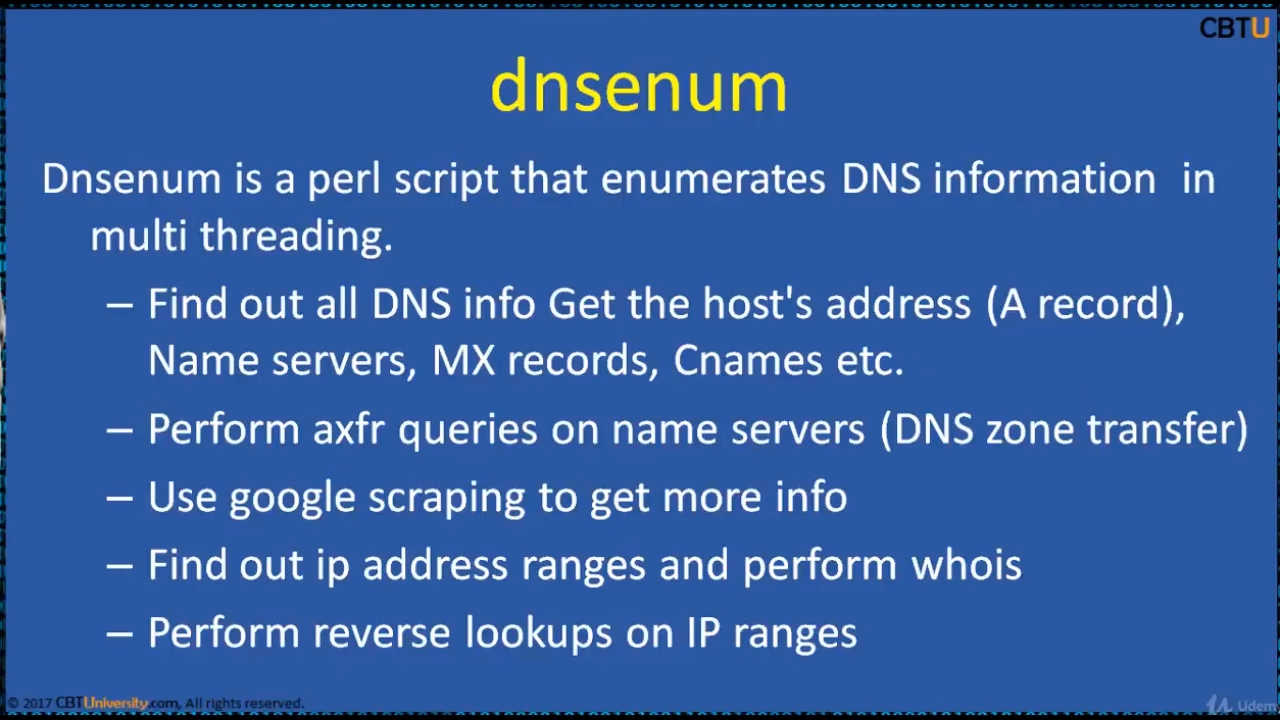 CBTU
dnsenum
Dnsenum is a perl script that enumerates DNS information in
multi threading.
– Find out all DNS info Get the host's address (A record),
Name servers, MX records, Cnames etc.
– Perform axfr queries on name servers (DNS zone transfer)
– Use google scraping to get more info
– Find out ip address ranges and perform whois
– Perform reverse lookups on IP ranges
© 2017 CBTUniversity.com, All rights reserved.